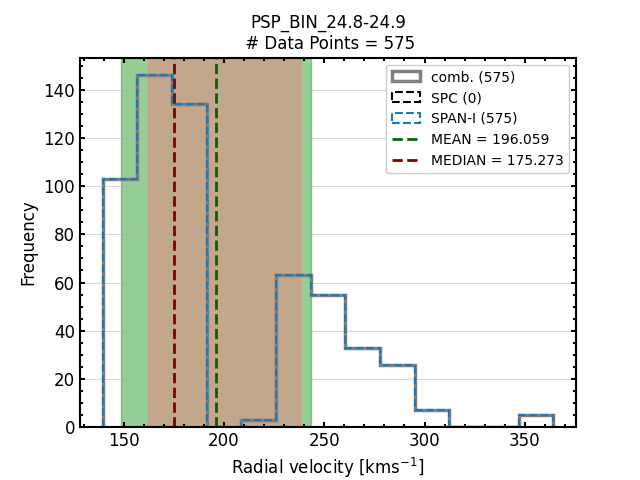 PSP_BIN_24.8-24.9
# Data Points = 575
comb. (575)
SPC (0)
SPAN-I (575)
MEAN = 196.059
MEDIAN = 175.273
Frequency
140
120
100
80
60
40
20
0
150 200 250 300 350
Radial velocity [kms⁻¹]